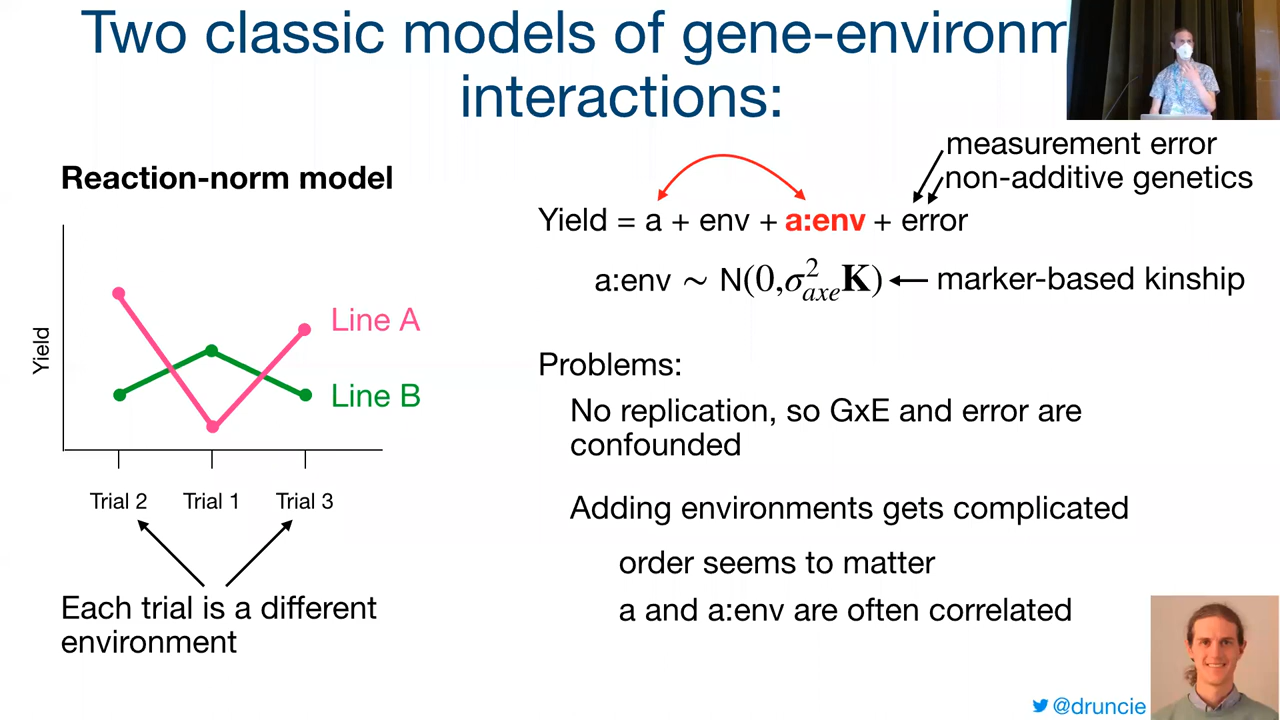 Two classic models of gene-environm
interactions:
Reaction-norm model
measurement error
non-additive genetics
Yield = a + env + a:env + error
a:env ∼ N(0,σ²ₐₓₑK)
marker-based kinship
Yield
Line A
Line B
Trial 2 Trial 1 Trial 3
Each trial is a different
environment
Problems:
No replication, so GxE and error are
confounded
Adding environments gets complicated
order seems to matter
a and a:env are often correlated
@druncie